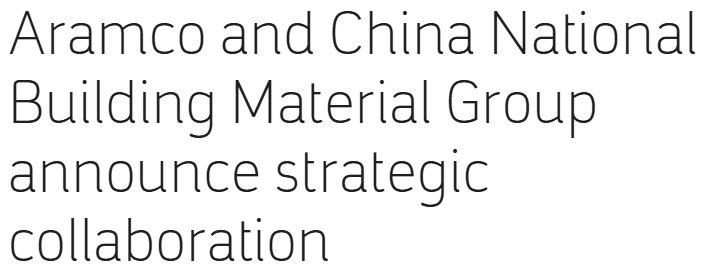 Aramco and China National
Building Material Group
announce strategic
collaboration